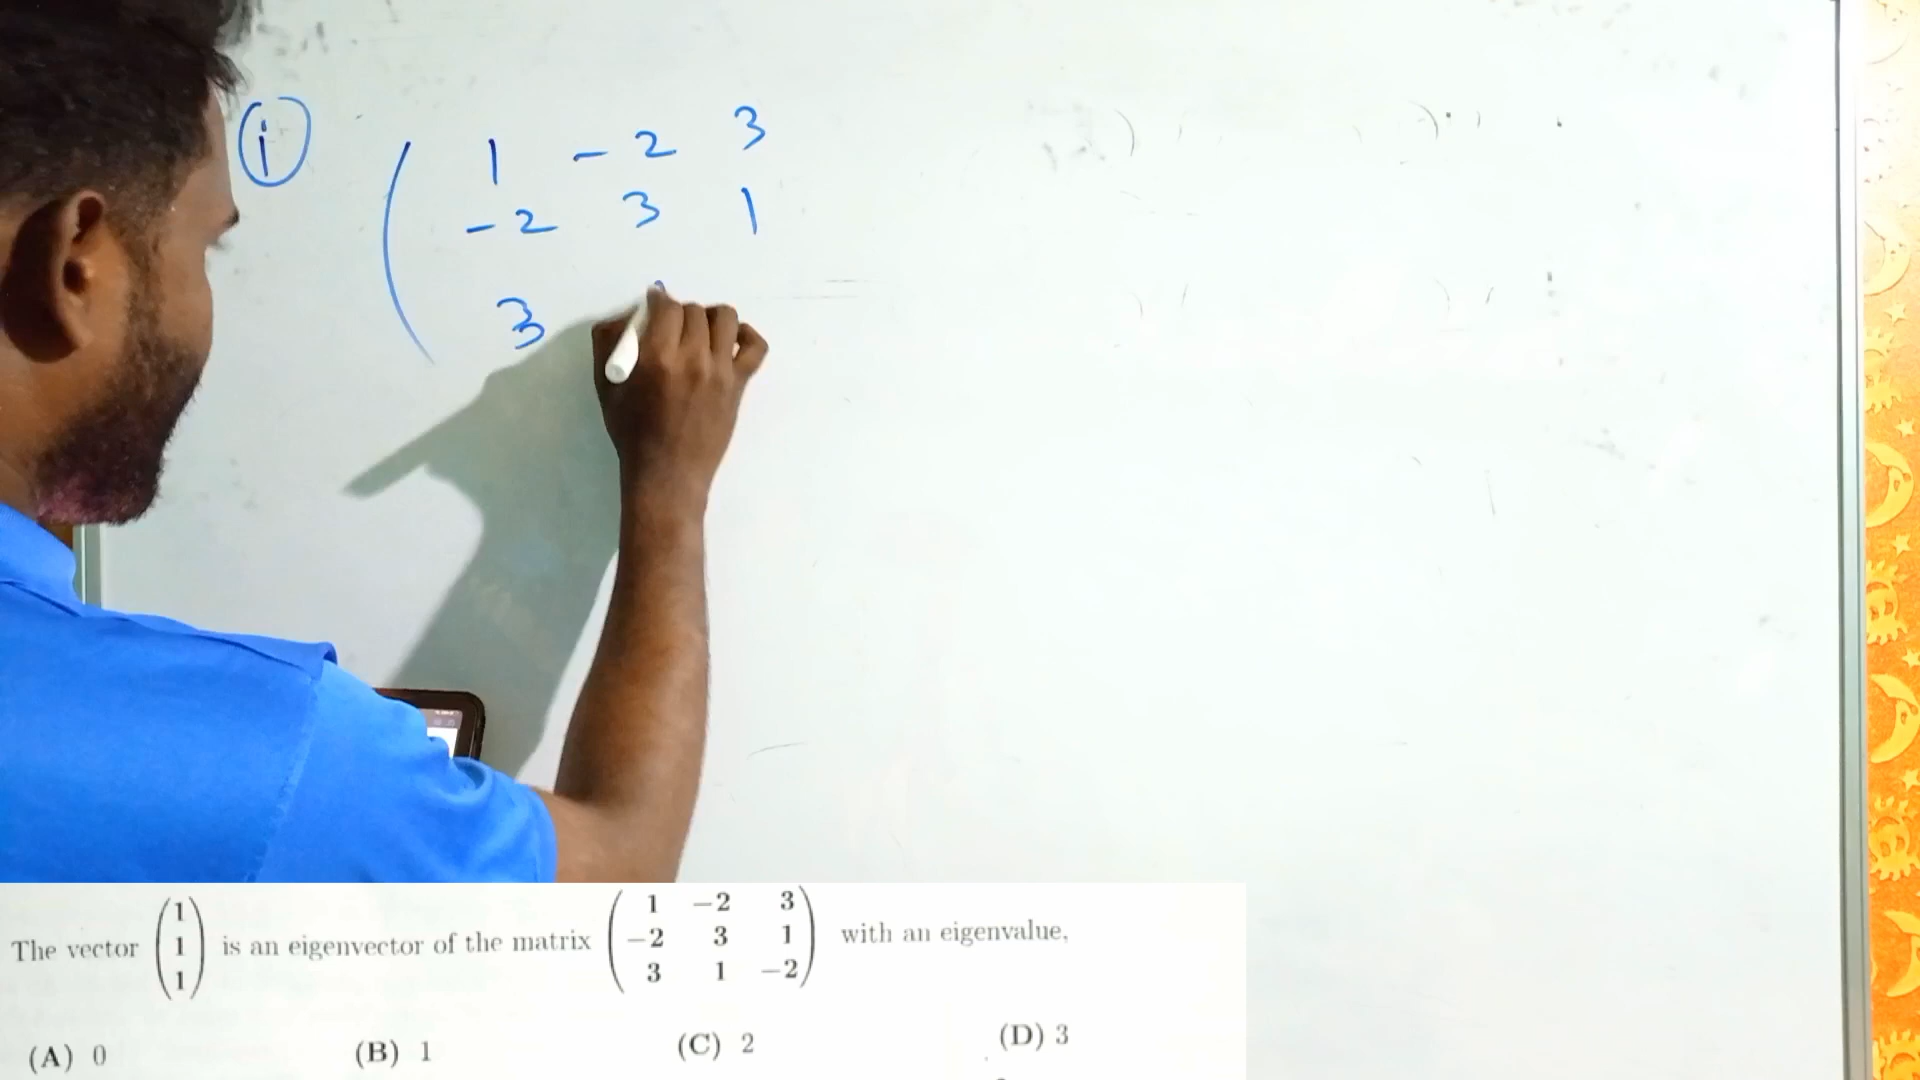 i
1 -2 3
-2 3 1
3
The vector (1 1 1) is an eigenvector of the matrix (1 -2 3
-2 3 1
3 1 -2) with an eigenvalue,
(A) 0 (B) 1 (C) 2 (D) 3